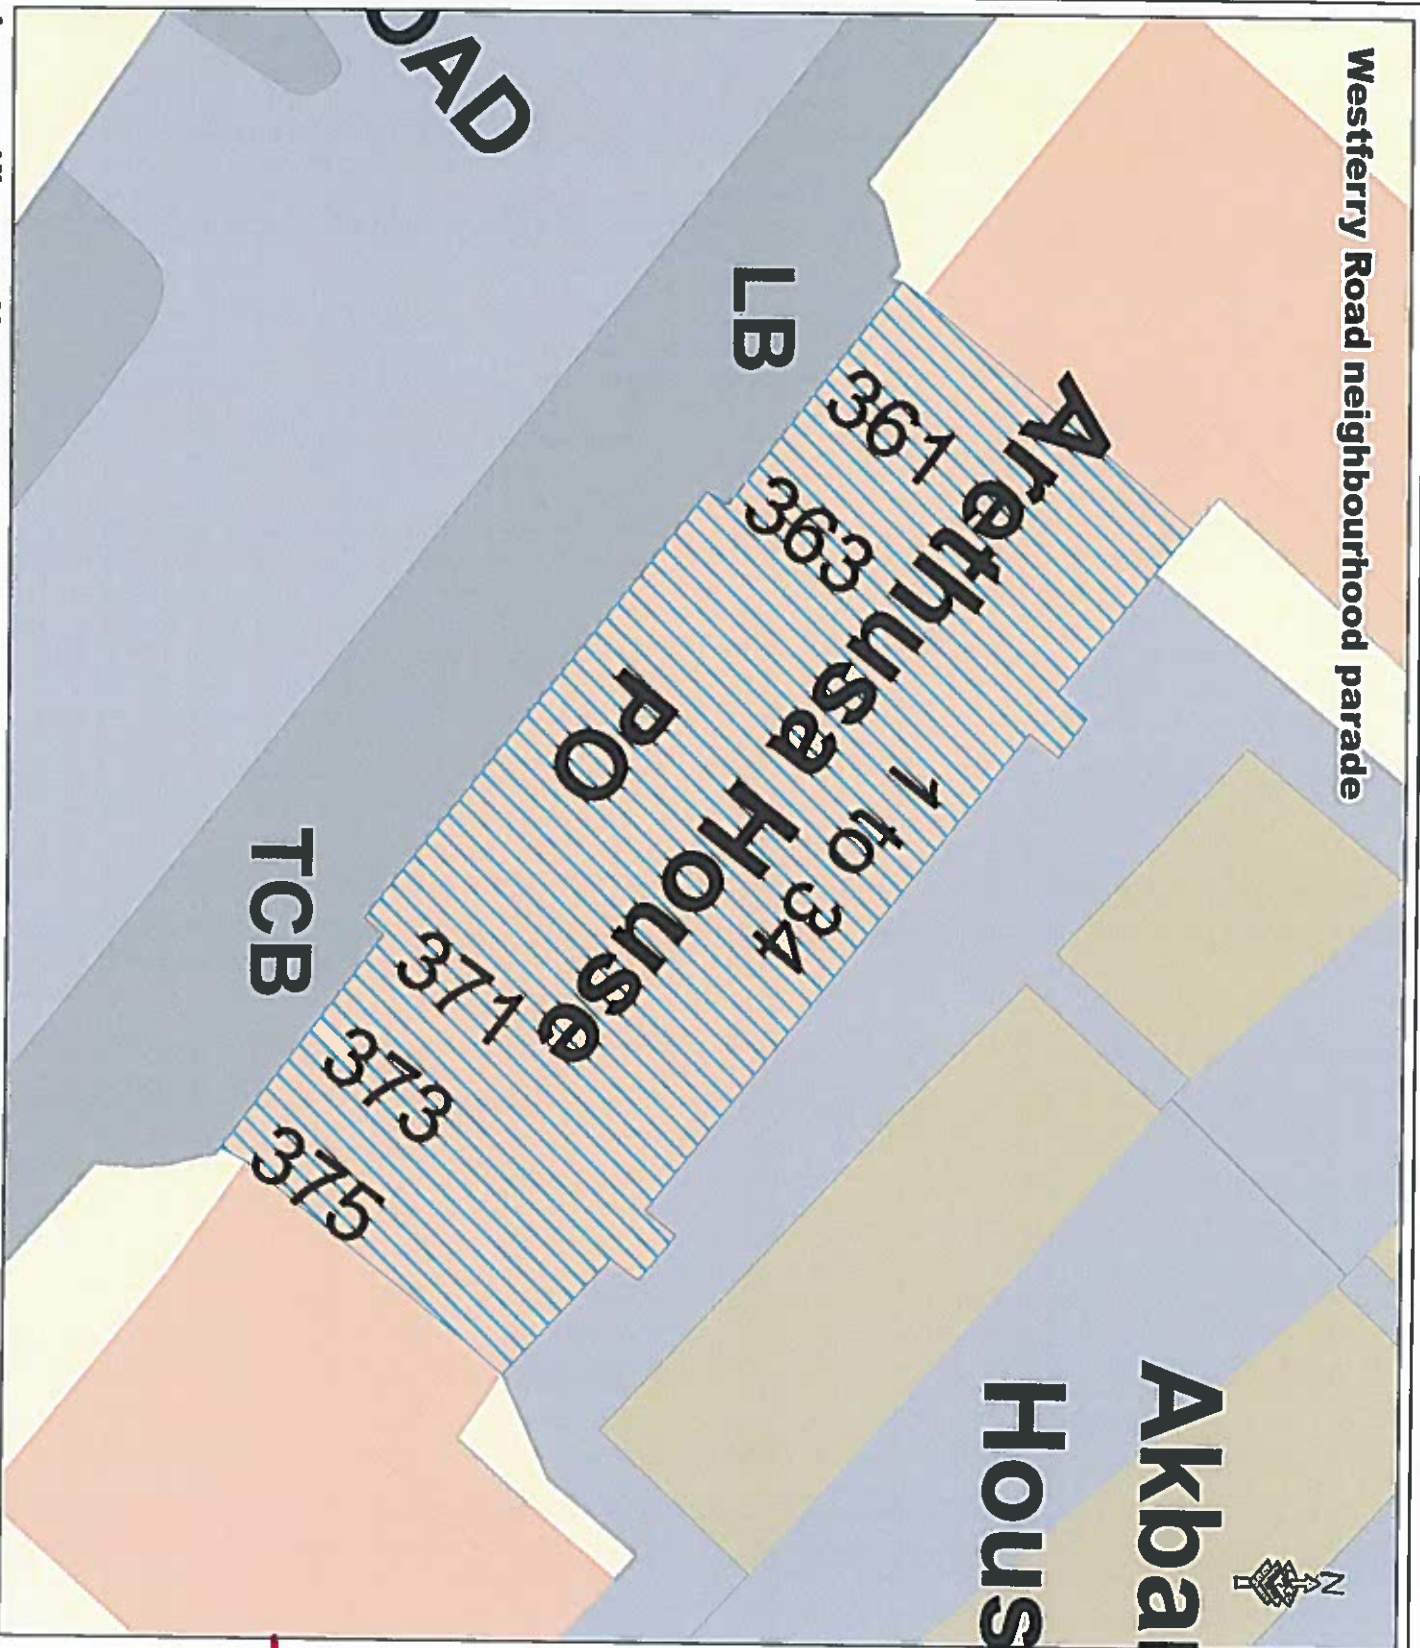 Westferry Road neighbourhood parade
N
Akba
Hous
Arethusa House
1 to 34
361
363
PO
371
373
375
LB
TCB
OAD